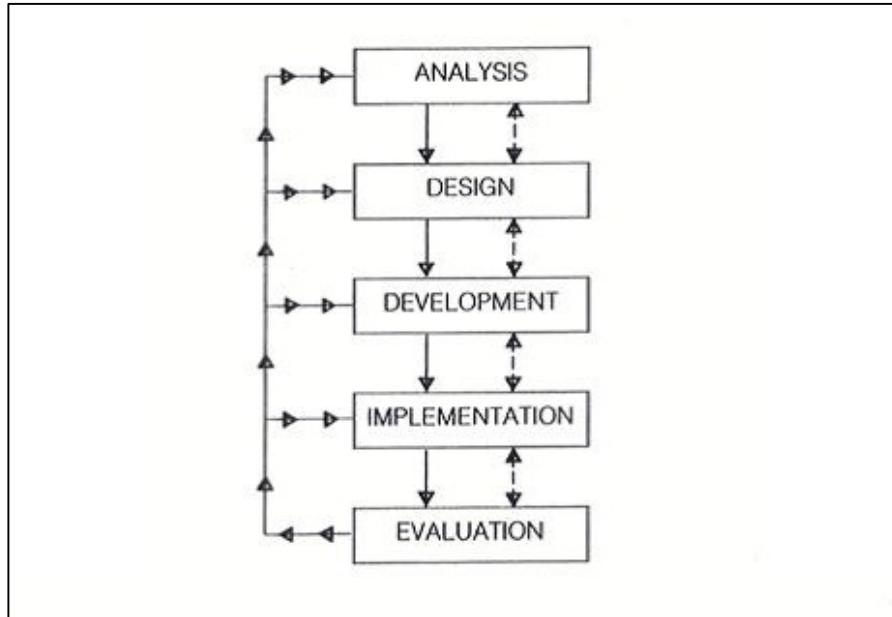 ANALYSIS
DESIGN
DEVELOPMENT
IMPLEMENTATION
EVALUATION